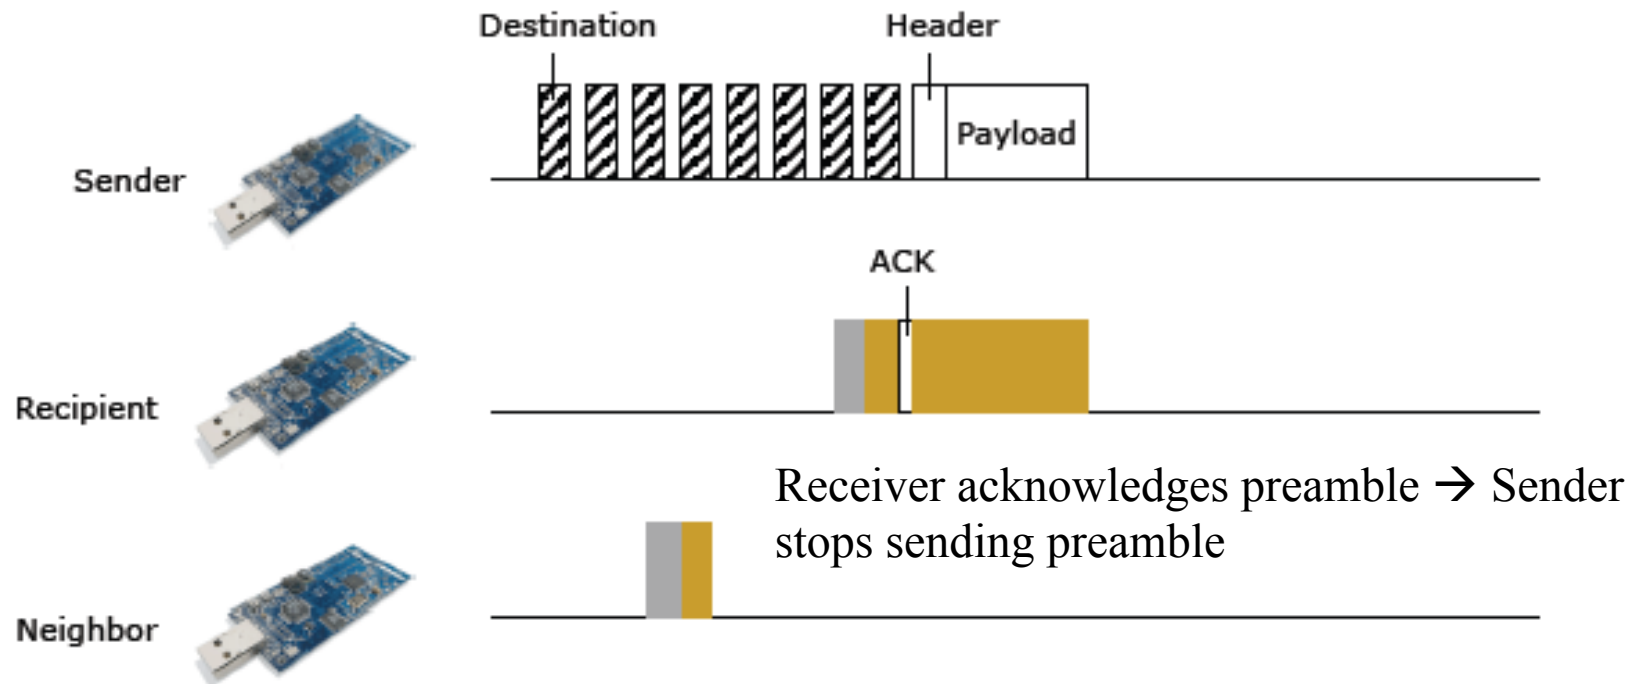 Destination
Header
Payload
Sender
ACK
Recipient
Receiver acknowledges preamble → Sender
stops sending preamble
Neighbor